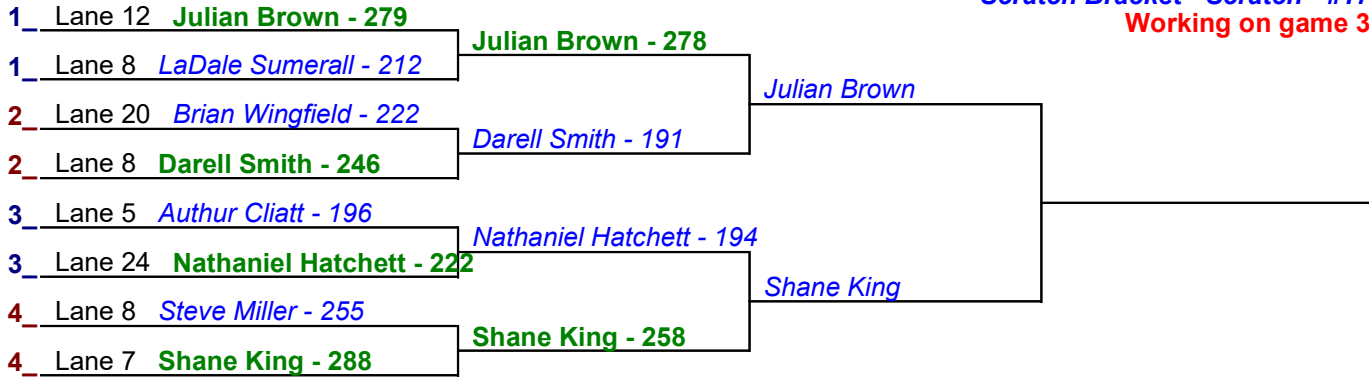 1_ Lane 12 Julian Brown - 279
1_ Lane 8 LaDale Sumerall - 212
2_ Lane 20 Brian Wingfield - 222
2_ Lane 8 Darell Smith - 246
3_ Lane 5 Authur Cliatt - 196
3_ Lane 24 Nathaniel Hatchett - 222
4_ Lane 8 Steve Miller - 255
4_ Lane 7 Shane King - 288
Julian Brown - 278
Darell Smith - 191
Nathaniel Hatchett - 194
Shane King - 258
Julian Brown
Shane King
Scratch Bracket - Scratch -
Working on game 3